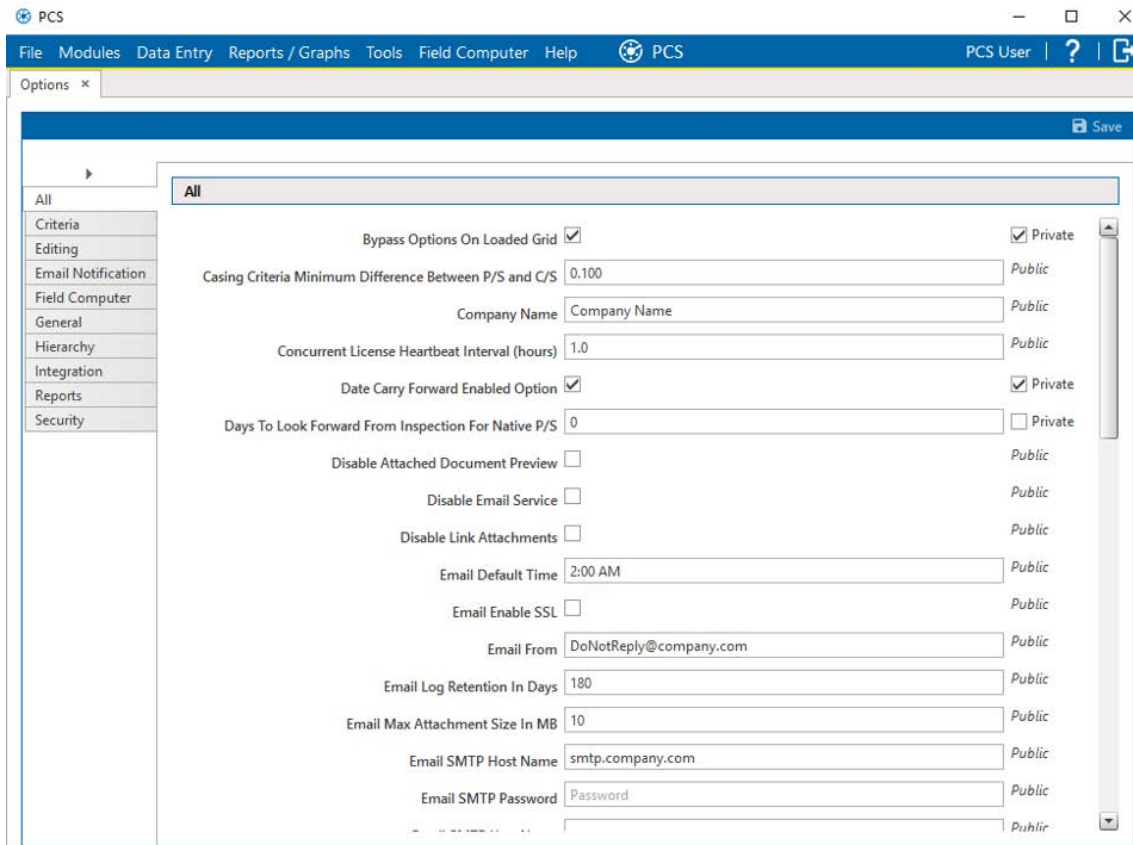 PCS
File Modules Data Entry Reports / Graphs Tools Field Computer Help PCS PCS User | ? |
Options ×
Save
All
Criteria
Editing
Email Notification
Field Computer
General
Hierarchy
Integration
Reports
Security
All
Bypass Options On Loaded Grid Private
Casing Criteria Minimum Difference Between P/S and C/S 0.100 Public
Company Name Company Name Public
Concurrent License Heartbeat Interval (hours) 1.0 Public
Date Carry Forward Enabled Option Private
Days To Look Forward From Inspection For Native P/S 0 Private
Disable Attached Document Preview Public
Disable Email Service Public
Disable Link Attachments Public
Email Default Time 2:00 AM Public
Email Enable SSL Public
Email From DoNotReply@company.com Public
Email Log Retention In Days 180 Public
Email Max Attachment Size In MB 10 Public
Email SMTP Host Name smtp.company.com Public
Email SMTP Password Password Public
Public